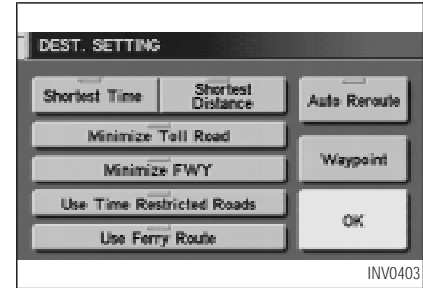 DEST. SETTING
Shortest Time
Shortest
Distance
Auto Reroute
Minimize Toll Road
Minimize FWY
Waypoint
Use Time Restricted Roads
Use Ferry Route
OK
INV0403